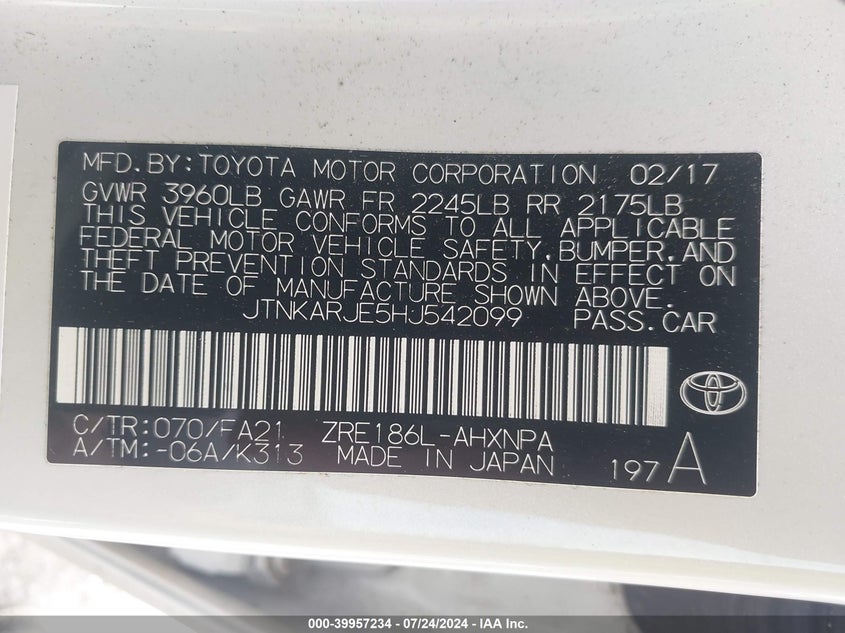 MFD.BY:TOYOTA MOTOR CORPORATION 02/17
GVWR 3960LB GAWR FR 2245LB RR 2175LB
THIS VEHICLE CONFORMS TO ALL APPLICABLE
FEDERAL MOTOR VEHICLE SAFETY,BUMPER,AND
THEFT PREVENTION STANDARDS IN EFFECT ON
THE DATE OF MANUFACTURE SHOWN ABOVE.
JTNKARJE5HJ542099 PASS.CAR
C/TR:070/FA21 ZRE186L-AHXNPA
A/TM:-06A/K313 MADE IN JAPAN 197A
000-39957234 - 07/24/2024 - IAA Inc.